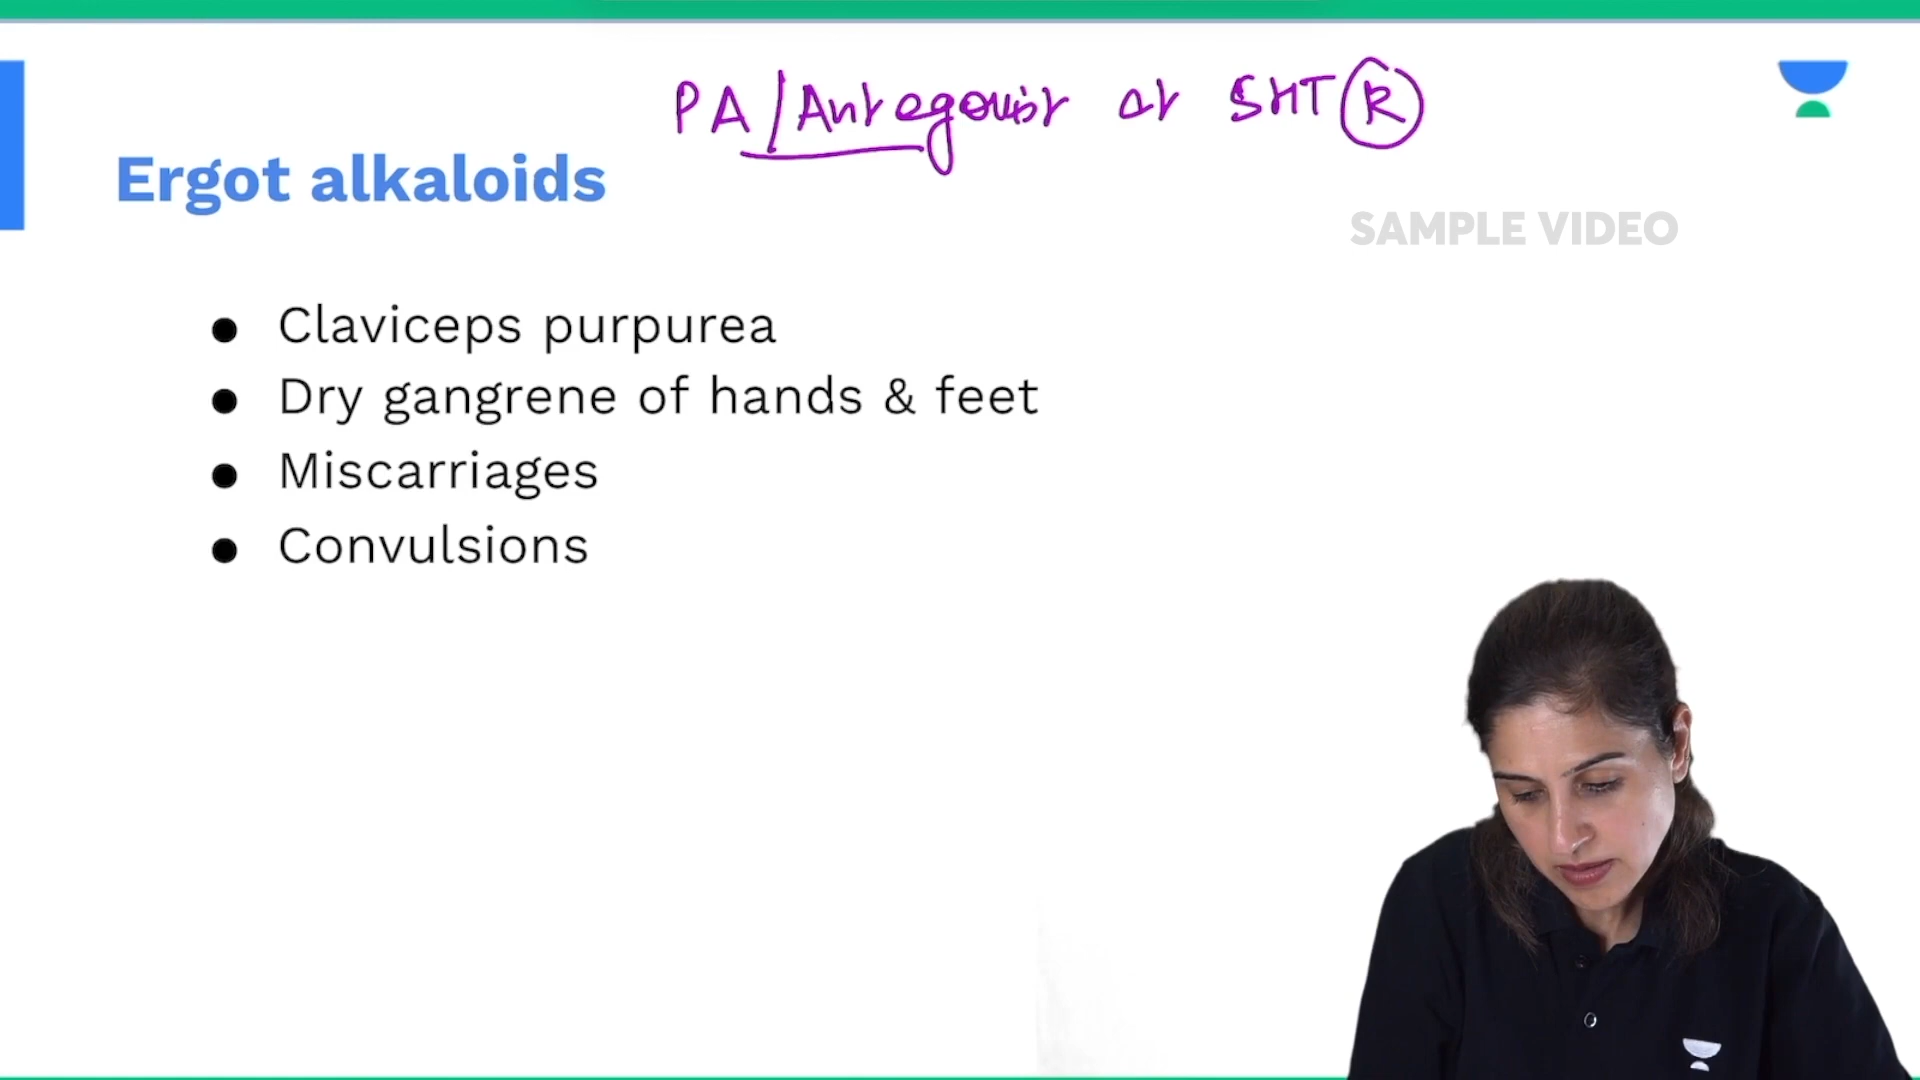 PA/Antagonist at 5HT R
Ergot alkaloids
SAMPLE VIDEO
● Claviceps purpurea
● Dry gangrene of hands & feet
● Miscarriages
● Convulsions